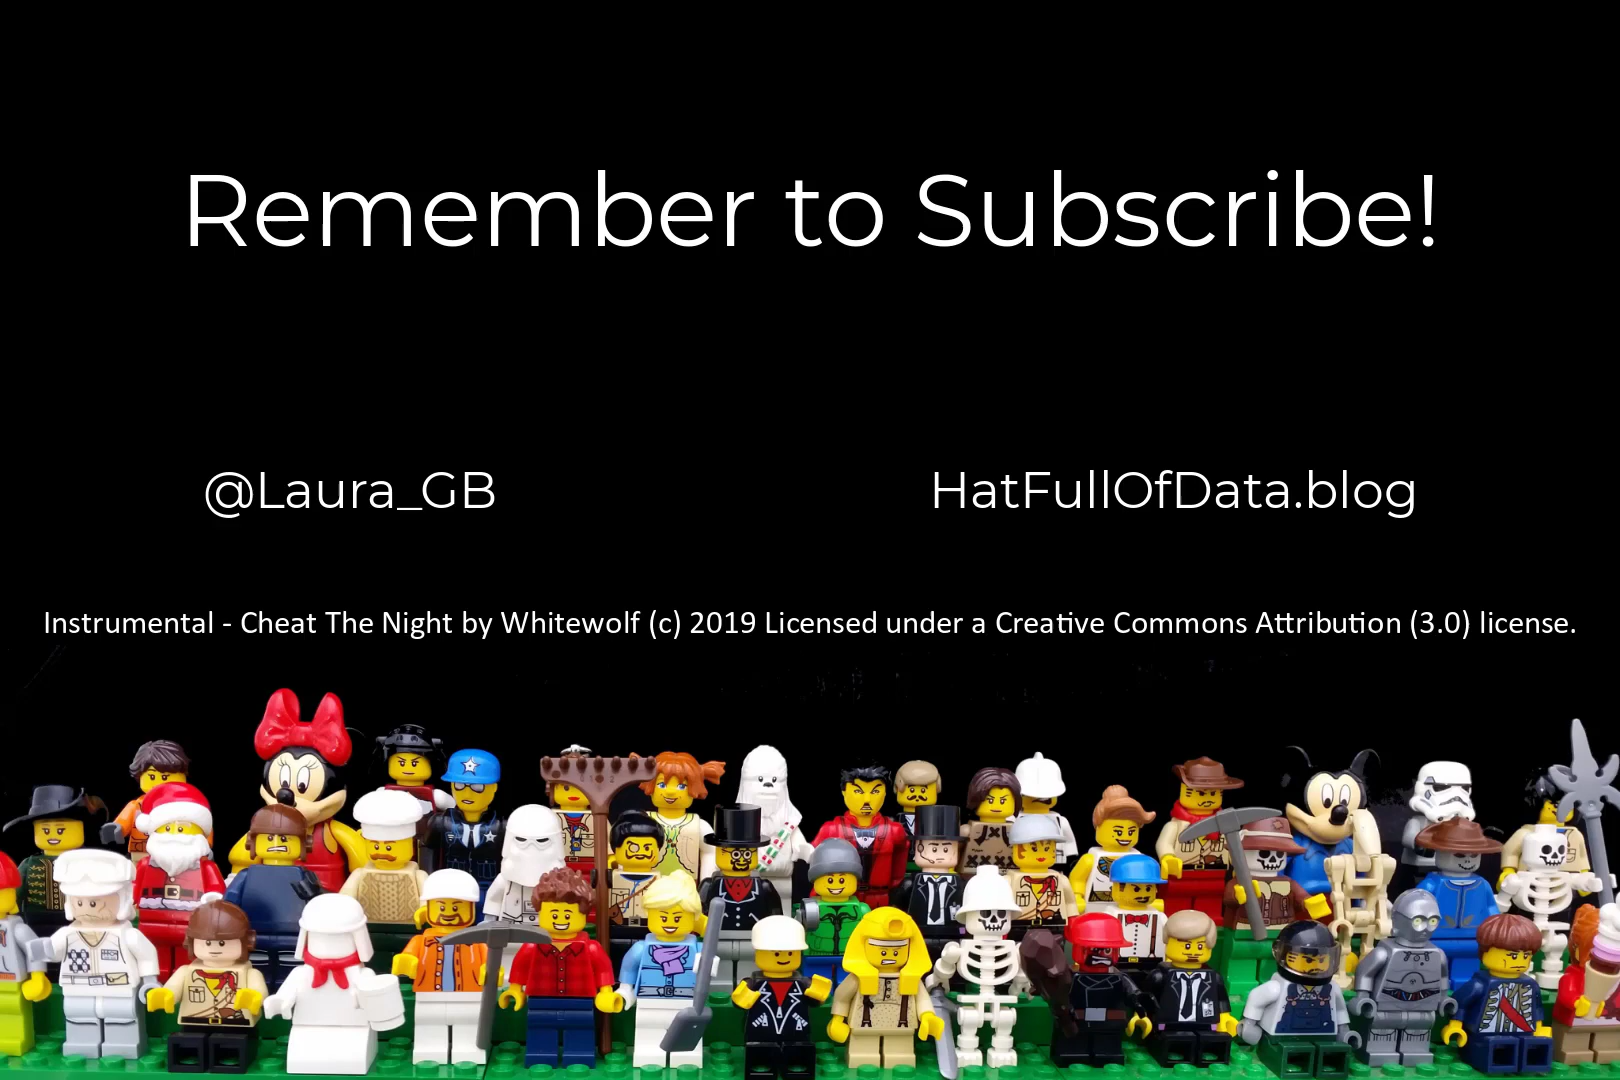 Remember to Subscribe!
@Laura_GB
HatFullOfData.blog
Instrumental - Cheat The Night by Whitewolf (c) 2019 Licensed under a Creative Commons Attribution (3.0) license.